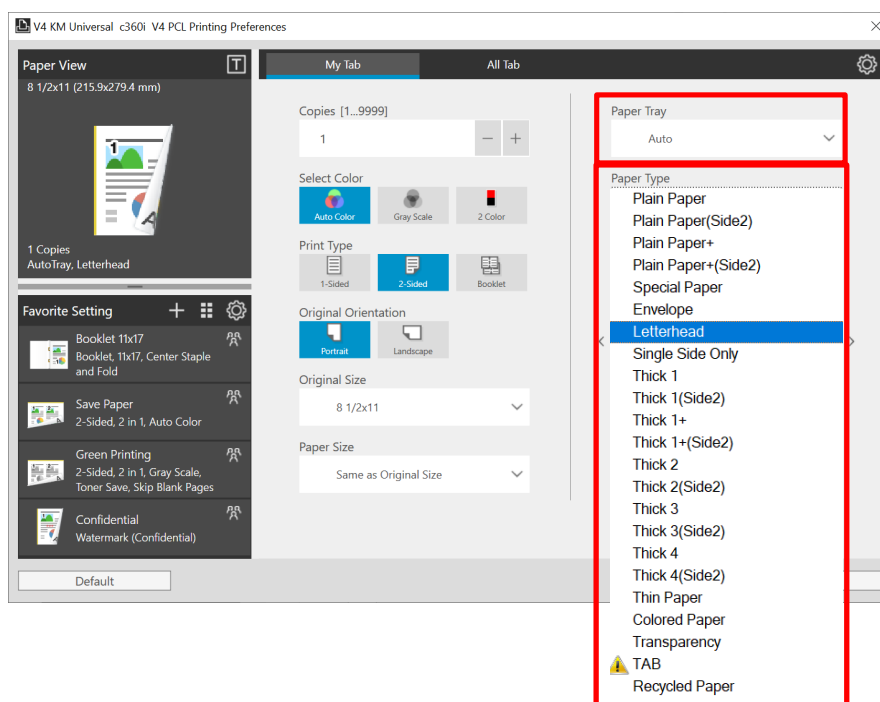 V4 KM Universal c360i V4 PCL Printing Preferences
Paper View
T
8 1/2x11 (215.9x279.4 mm)
1
A
1 Copies
AutoTray, Letterhead
Favorite Setting
Booklet 11x17
Booklet, 11x17, Center Staple
and Fold
Save Paper
2-Sided, 2 in 1, Auto Color
Green Printing
2-Sided, 2 in 1, Gray Scale,
Toner Save, Skip Blank Pages
Confidential
Watermark (Confidential)
Default
My Tab
All Tab
Copies [1...9999]
1
Select Color
Auto Color
Gray Scale
2 Color
Print Type
1-Sided
2-Sided
Booklet
Original Orientation
Portrait
Landscape
Original Size
8 1/2x11
Paper Size
Same as Original Size
Paper Tray
Auto
Paper Type
Plain Paper
Plain Paper(Side2)
Plain Paper+
Plain Paper+(Side2)
Special Paper
Envelope
Letterhead
Single Side Only
Thick 1
Thick 1(Side2)
Thick 1+
Thick 1+(Side2)
Thick 2
Thick 2(Side2)
Thick 3
Thick 3(Side2)
Thick 4
Thick 4(Side2)
Thin Paper
Colored Paper
Transparency
TAB
Recycled Paper